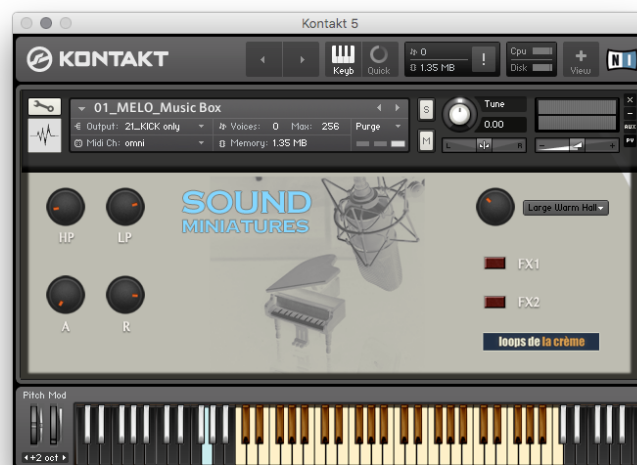 Kontakt 5
KONTAKT
Keyb
Quick
0
1.35 MB
!
Cpu
Disk
View
NI
01_MELO_Music Box
Output: 21_KICK only
Voices: 0 Max: 256
Purge
Midi Ch: omni
Memory: 1.35 MB
S
M
Tune
0.00
L
R
AUX
PV
SOUND
MINIATURES
HP
LP
A
R
Large Warm Hall
FX1
FX2
loops de la crème
Pitch Mod
+2 oct